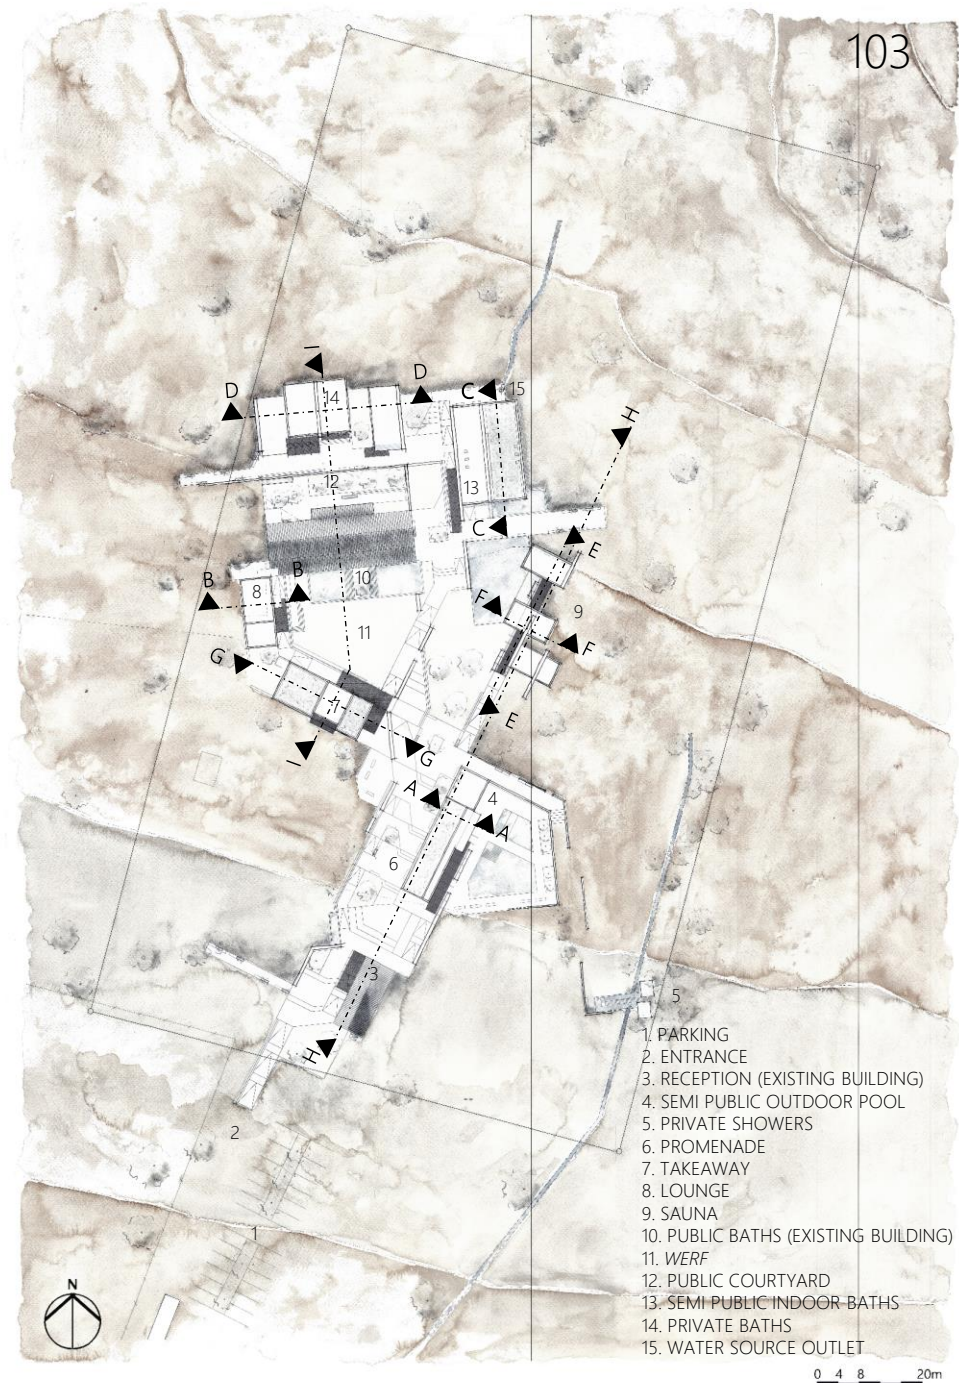 103
I
D
D
C
15
14
H
12
13
C
E
B
B
10
8
F
9
11
F
G
7
E
I
G
A
4
A
6
3
5
H
2
1
1. PARKING
2. ENTRANCE
3. RECEPTION (EXISTING BUILDING)
4. SEMI PUBLIC OUTDOOR POOL
5. PRIVATE SHOWERS
6. PROMENADE
7. TAKEAWAY
8. LOUNGE
9. SAUNA
10. PUBLIC BATHS (EXISTING BUILDING)
11. WERF
12. PUBLIC COURTYARD
13. SEMI PUBLIC INDOOR BATHS
14. PRIVATE BATHS
15. WATER SOURCE OUTLET
N
0 4 8 20m